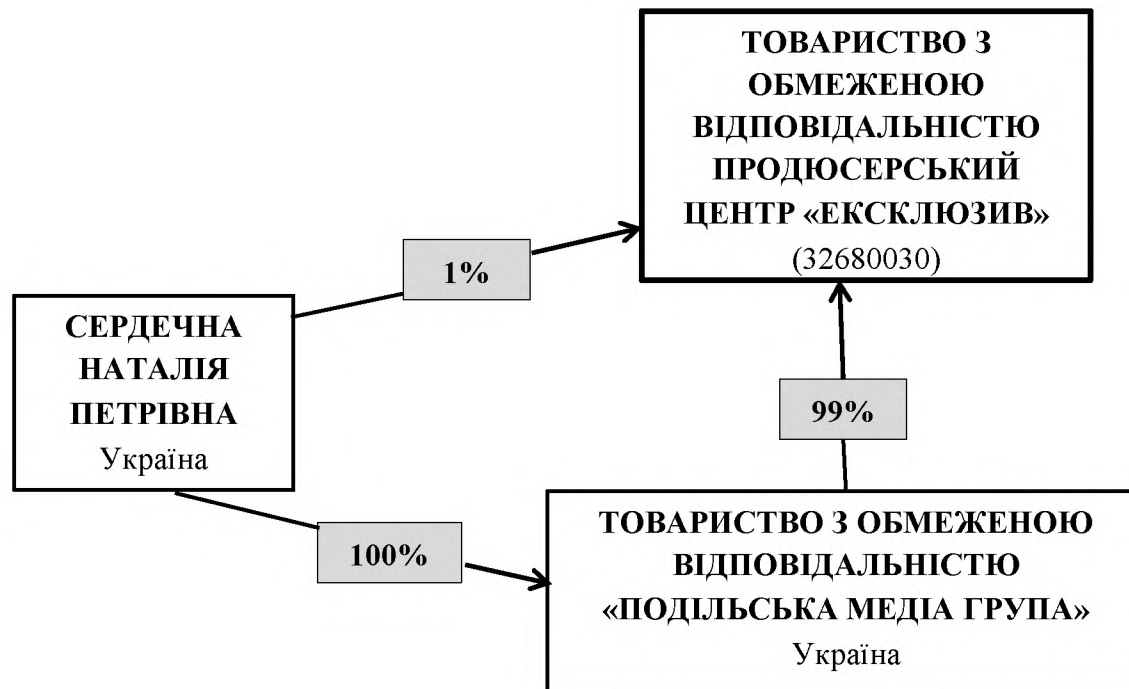 ТОВАРИСТВО З
ОБМЕЖЕНОЮ
ВІДПОВІДАЛЬНІСТЮ
ПРОДЮСЕРСЬКИЙ
ЦЕНТР «ЕКСКЛЮЗИВ»
(32680030)
1%
СЕРДЕЧНА
НАТАЛІЯ
ПЕТРІВНА
Україна
99%
100%
ТОВАРИСТВО З ОБМЕЖЕНОЮ
ВІДПОВІДАЛЬНІСТЮ
«ПОДІЛЬСЬКА МЕДІА ГРУПА»
Україна